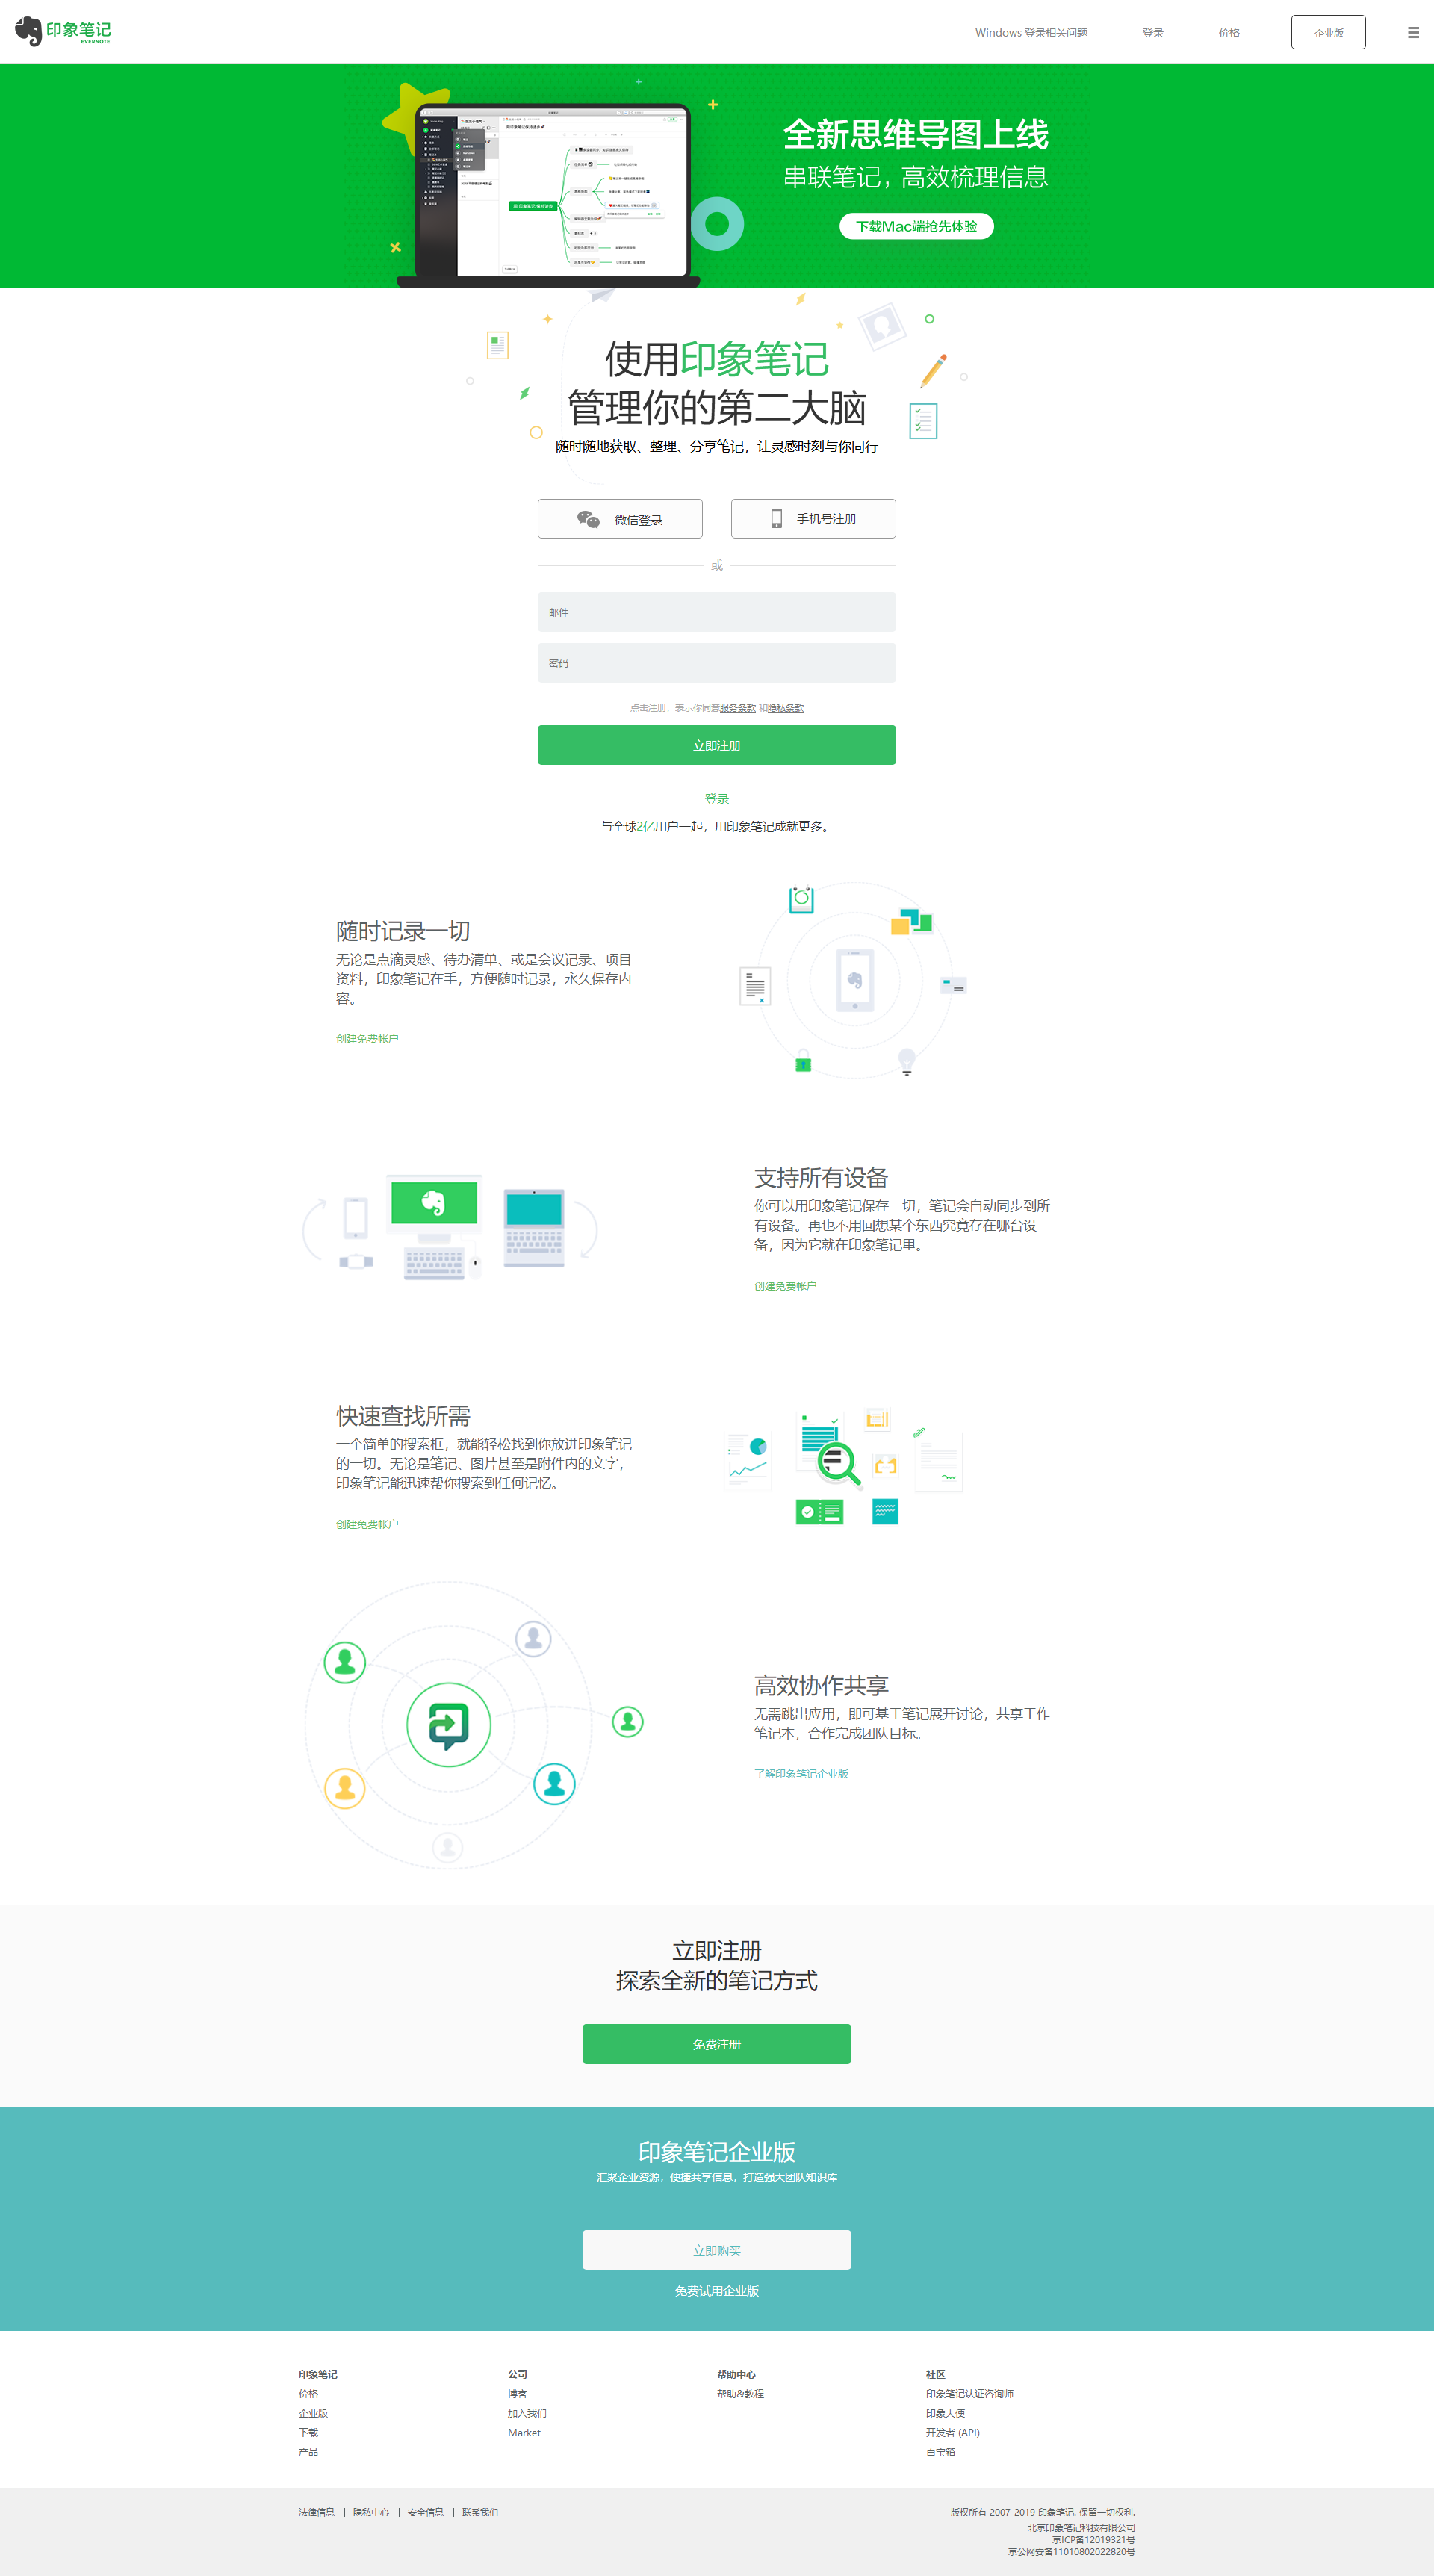 印象笔记
EVERNOTE
Windows 登录相关问题
登录
价格
企业版
全新思维导图上线
串联笔记，高效梳理信息
下载Mac端抢先体验
使用印象笔记
管理你的第二大脑
随时随地获取、整理、分享笔记，让灵感时刻与你同行
微信登录
手机号注册
或
邮件
密码
点击注册，表示你同意服务条款 和隐私条款
立即注册
登录
与全球2亿用户一起，用印象笔记成就更多。
随时记录一切
无论是点滴灵感、待办清单、或是会议记录、项目
资料，印象笔记在手，方便随时记录，永久保存内
容。
创建免费帐户
支持所有设备
你可以用印象笔记保存一切，笔记会自动同步到所
有设备。再也不用回想某个东西究竟存在哪台设
备，因为它就在印象笔记里。
创建免费帐户
快速查找所需
一个简单的搜索框，就能轻松找到你放进印象笔记
的一切。无论是笔记、图片甚至是附件内的文字，
印象笔记能迅速帮你搜索到任何记忆。
创建免费帐户
高效协作共享
无需跳出应用，即可基于笔记展开讨论，共享工作
笔记本，合作完成团队目标。
了解印象笔记企业版
立即注册
探索全新的笔记方式
免费注册
印象笔记企业版
汇聚企业资源，便捷共享信息，打造强大团队知识库
立即购买
免费试用企业版
印象笔记
价格
企业版
下载
产品
公司
博客
加入我们
Market
帮助中心
帮助&教程
社区
印象笔记认证咨询师
印象大使
开发者 (API)
百宝箱
法律信息 | 隐私中心 | 安全信息 | 联系我们
版权所有 2007-2019 印象笔记. 保留一切权利.
北京印象笔记科技有限公司
京ICP备12019321号
京公网安备11010802022820号